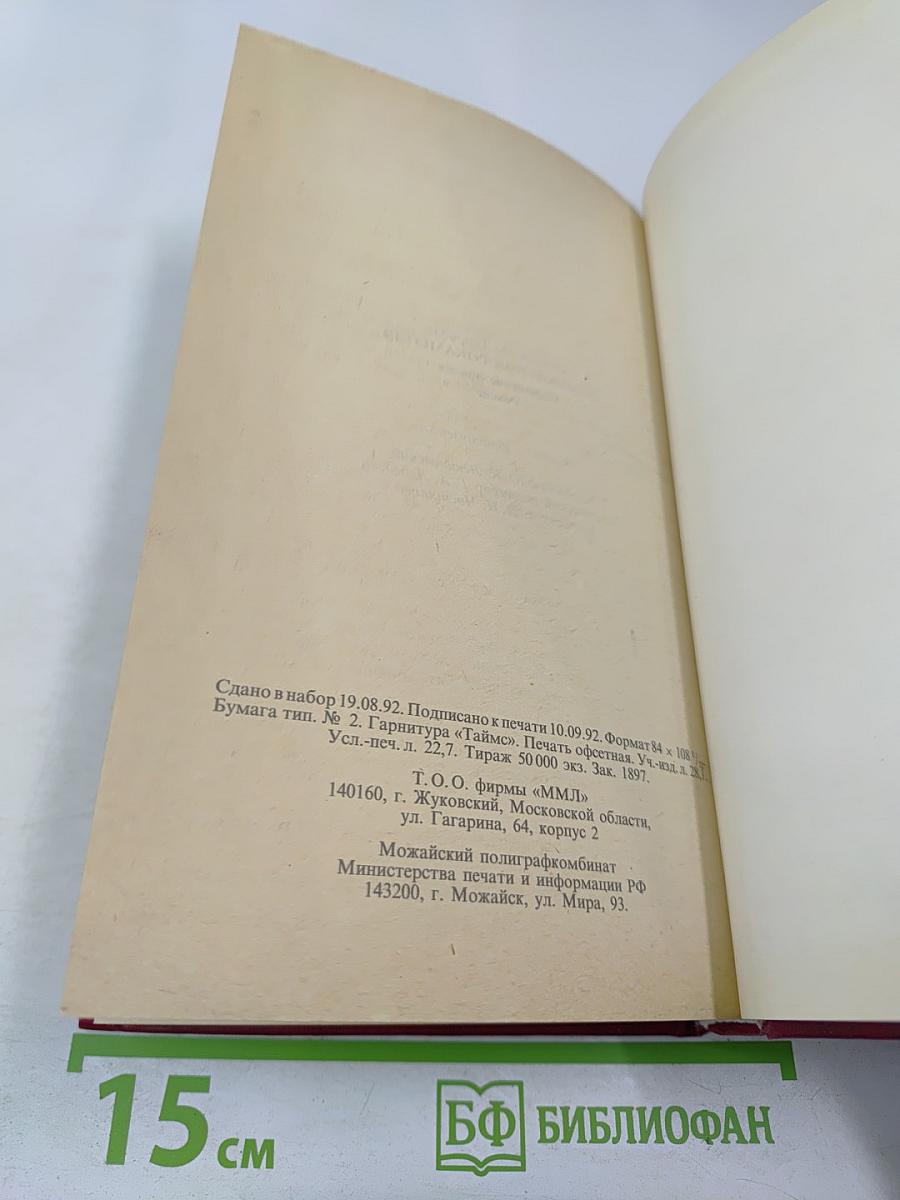 Сдано в набор 19.08.92. Подписано к печати 10.09.92. Формат 84 × 108
Бумага тип. № 2. Гарнитура «Таймс». Печать офсетная. Уч.-изд. л.
Усл.-печ. л. 22,7. Тираж 50 000 экз. Зак. 1897.
Т. О. О. фирмы «ММЛ»
140160, г. Жуковский, Московской области,
ул. Гагарина, 64, корпус 2
Можайский полиграфкомбинат
Министерства печати и информации РФ
143200, г. Можайск, ул. Мира, 93.
15 см
БФ БИБЛИОФАН